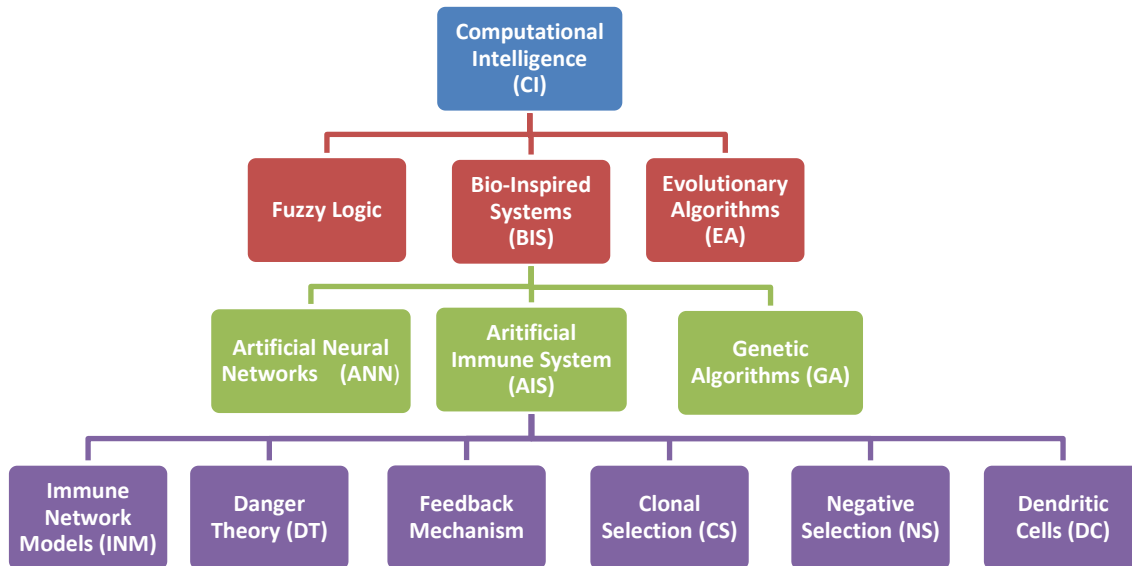 Computational
Intelligence
(CI)
Fuzzy Logic
Bio-Inspired
Systems
(BIS)
Evolutionary
Algorithms
(EA)
Artificial Neural
Networks (ANN)
Aritificial
Immune System
(AIS)
Genetic
Algorithms (GA)
Immune
Network
Models (INM)
Danger
Theory (DT)
Feedback
Mechanism
Clonal
Selection (CS)
Negative
Selection (NS)
Dendritic
Cells (DC)